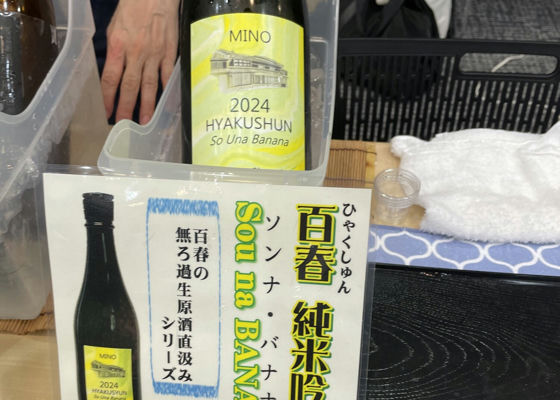 MINO
2024
HYAKUSHUN
So Una Banana
ひゃくしゅん
百春 純米吟
ソンナ・バナナ
Sou na BANA
百春の
無ろ過生原酒直汲み
シリーズ
MINO
2024
HYAKUSYUN